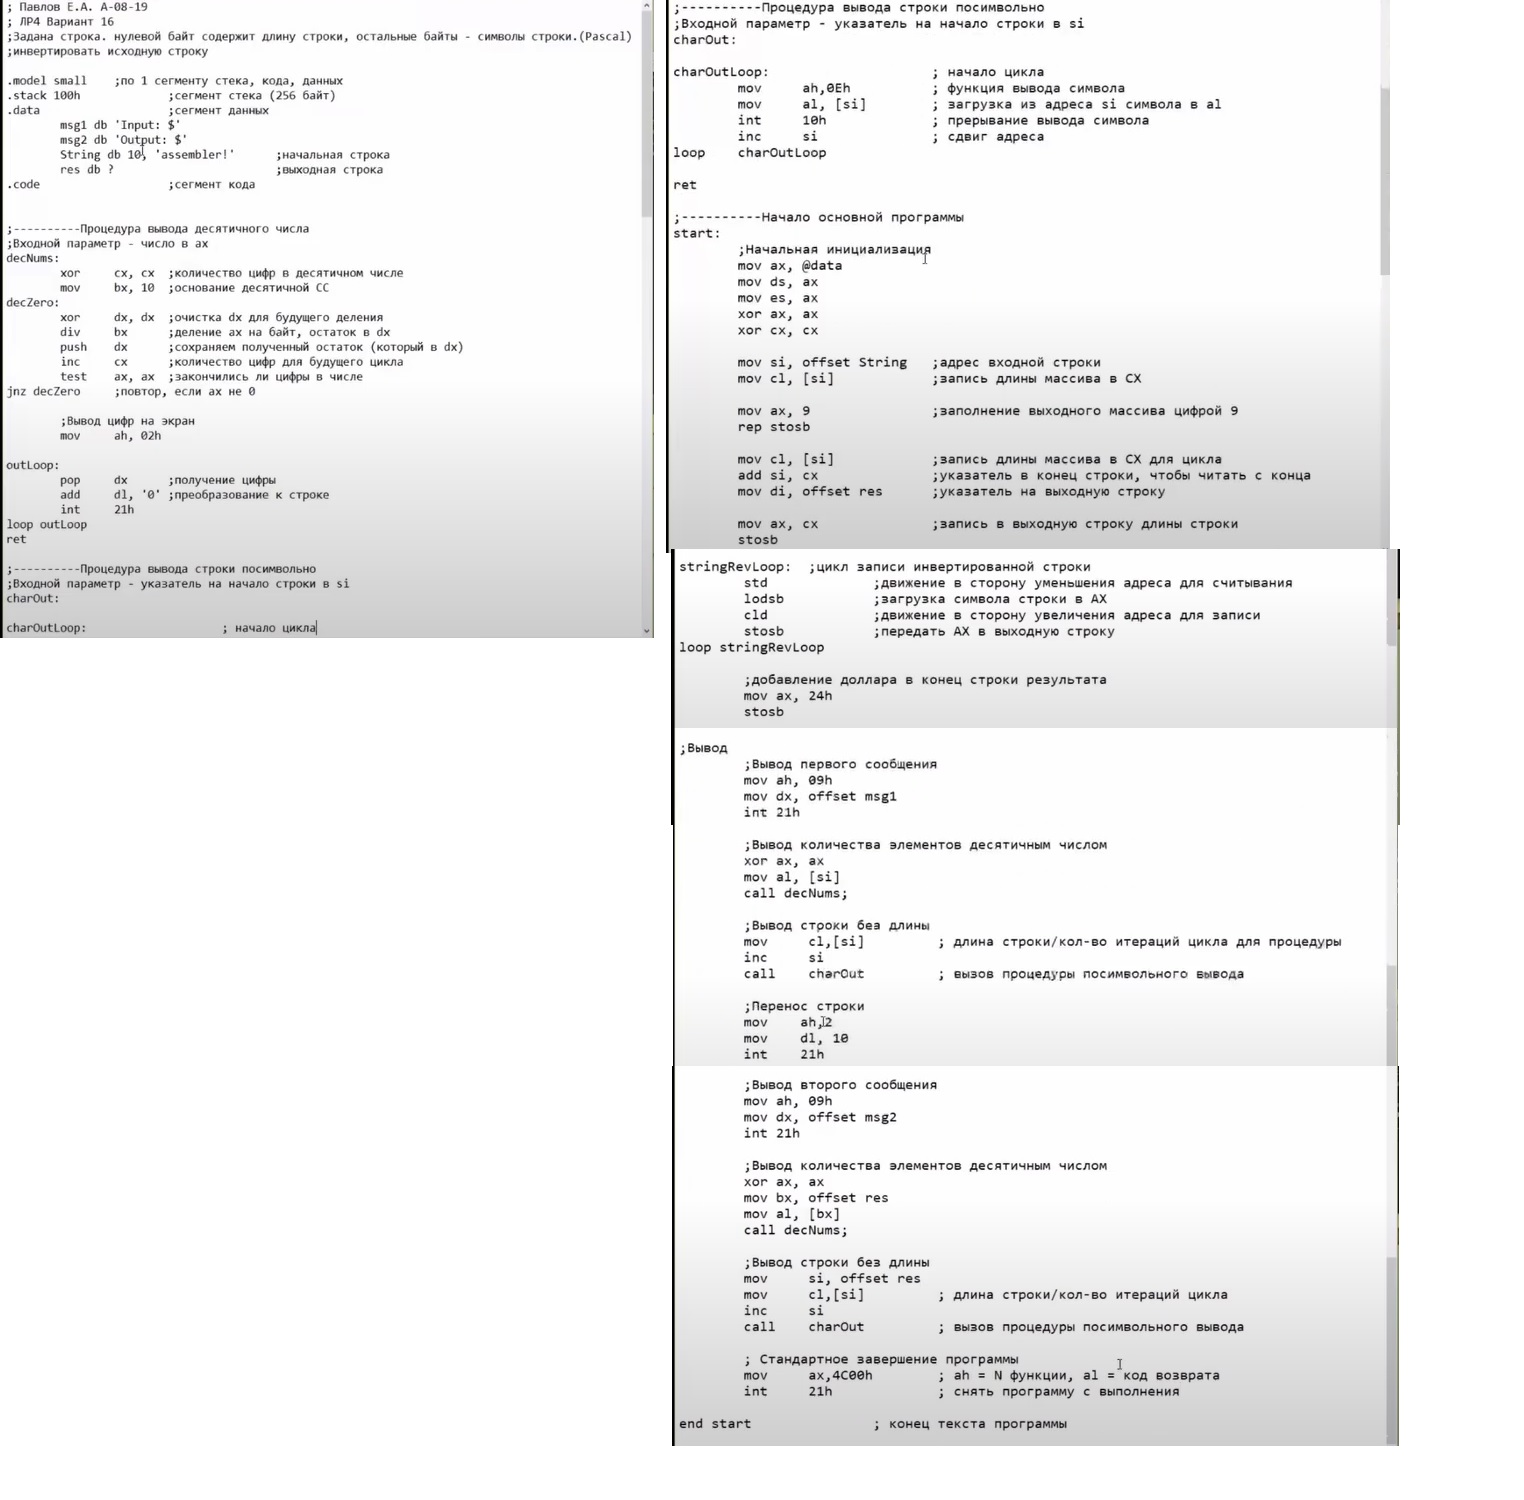 ; Павлов Е.А. А-08-19
; ЛР4 Вариант 16
;Задана строка. нулевой байт содержит длину строки, остальные байты - символы строки.(Pascal)
;инвертировать исходную строку
.model small ;по 1 сегменту стека, кода, данных
.stack 100h ;сегмент стека (256 байт)
.data ;сегмент данных
msg1 db 'Input: $'
msg2 db 'Output: $'
String db 10, 'assembler!' ;начальная строка
res db ? ;выходная строка
.code ;сегмент кода
;----------Процедура вывода десятичного числа
;Входной параметр - число в ax
decNums:
xor cx, cx ;количество цифр в десятичном числе
mov bx, 10 ;основание десятичной СС
decZero:
xor dx, dx ;очистка dx для будущего деления
div bx ;деление ax на байт, остаток в dx
push dx ;сохраняем полученный остаток (который в dx)
inc cx ;количество цифр для будущего цикла
test ax, ax ;закончились ли цифры в числе
jnz decZero ;повтор, если ax не 0
;Вывод цифр на экран
mov ah, 02h
outLoop:
pop dx ;получение цифры
add dl, '0' ;преобразование к строке
int 21h
loop outLoop
ret
;----------Процедура вывода строки посимвольно
;Входной параметр - указатель на начало строки в si
charOut:
charOutLoop: ; начало цикла
;----------Процедура вывода строки посимвольно
;Входной параметр - указатель на начало строки в si
charOut:
charOutLoop: ; начало цикла
mov ah,0Eh ; функция вывода символа
mov al, [si] ; загрузка из адреса si символа в al
int 10h ; прерывание вывода символа
inc si ; сдвиг адреса
loop charOutLoop
ret
;----------Начало основной программы
start:
;Начальная инициализация
mov ax, @data
mov ds, ax
mov es, ax
xor ax, ax
xor cx, cx
mov si, offset String ;адрес входной строки
mov cl, [si] ;запись длины массива в CX
mov ax, 9 ;заполнение выходного массива цифрой 9
rep stosb
mov cl, [si] ;запись длины массива в CX для цикла
add si, cx ;указатель в конец строки, чтобы читать с конца
mov di, offset res ;указатель на выходную строку
mov ax, cx ;запись в выходную строку длины строки
stosb
stringRevLoop: ;цикл записи инвертированной строки
std ;движение в сторону уменьшения адреса для считывания
lodsb ;загрузка символа строки в AX
cld ;движение в сторону увеличения адреса для записи
stosb ;передать AX в выходную строку
loop stringRevLoop
;добавление доллара в конец строки результата
mov ax, 24h
stosb
;Вывод
;Вывод первого сообщения
mov ah, 09h
mov dx, offset msg1
int 21h
;Вывод количества элементов десятичным числом
xor ax, ax
mov al, [si]
call decNums;
;Вывод строки без длины
mov cl,[si] ; длина строки/кол-во итераций цикла для процедуры
inc si
call charOut ; вызов процедуры посимвольного вывода
;Перенос строки
mov ah,2
mov dl, 10
int 21h
;Вывод второго сообщения
mov ah, 09h
mov dx, offset msg2
int 21h
;Вывод количества элементов десятичным числом
xor ax, ax
mov bx, offset res
mov al, [bx]
call decNums;
;Вывод строки без длины
mov si, offset res
mov cl,[si] ; длина строки/кол-во итераций цикла
inc si
call charOut ; вызов процедуры посимвольного вывода
; Стандартное завершение программы
mov ax,4C00h ; ah = N функции, al = код возврата
int 21h ; снять программу с выполнения
end start ; конец текста программы